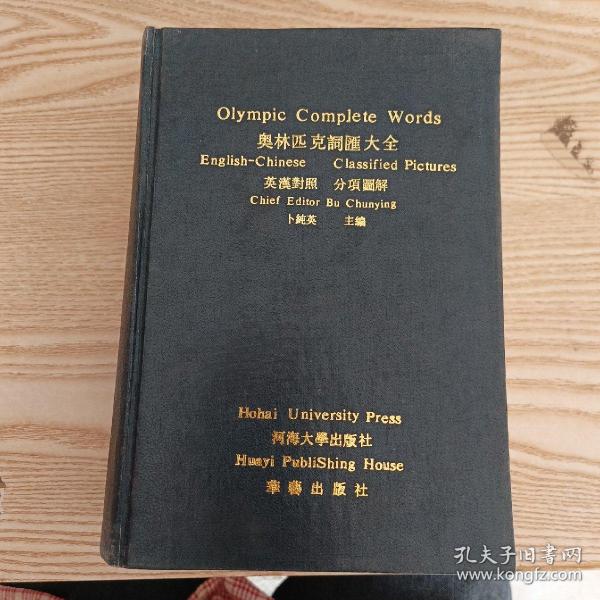 Olympic Complete Words
奧林匹克詞匯大全
English-Chinese Classified Pictures
英漢對照 分項圖解
Chief Editor Bu Chunying
卜純英 主編
Hohai University Press
河海大學出版社
Huayi PubliShing House
華藝出版社
孔夫子旧书网
www.kongfz.com